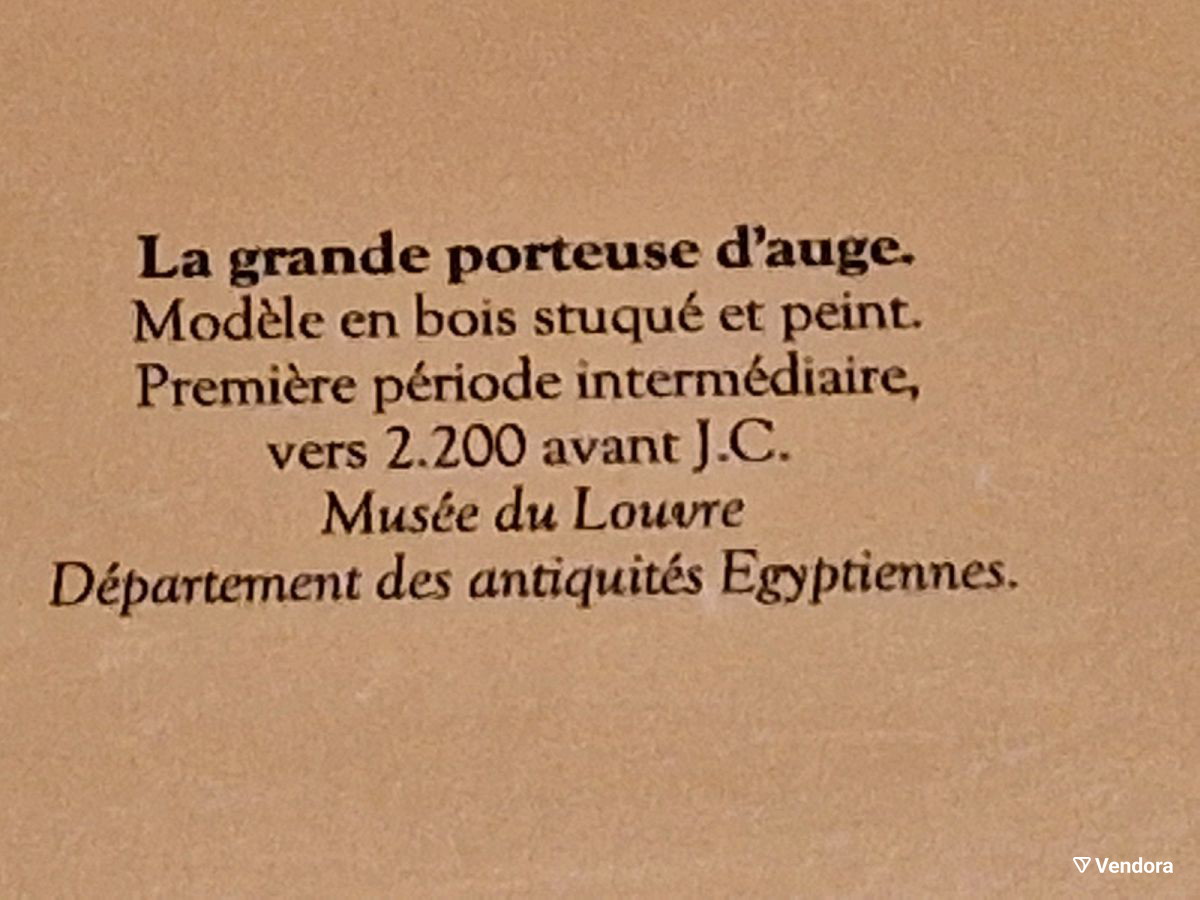 La grande porteuse d'auge.
Modèle en bois stuqué et peint.
Première période intermédiaire,
vers 2.200 avant J.C.
Musée du Louvre
Département des antiquités Egyptiennes.
Vendora